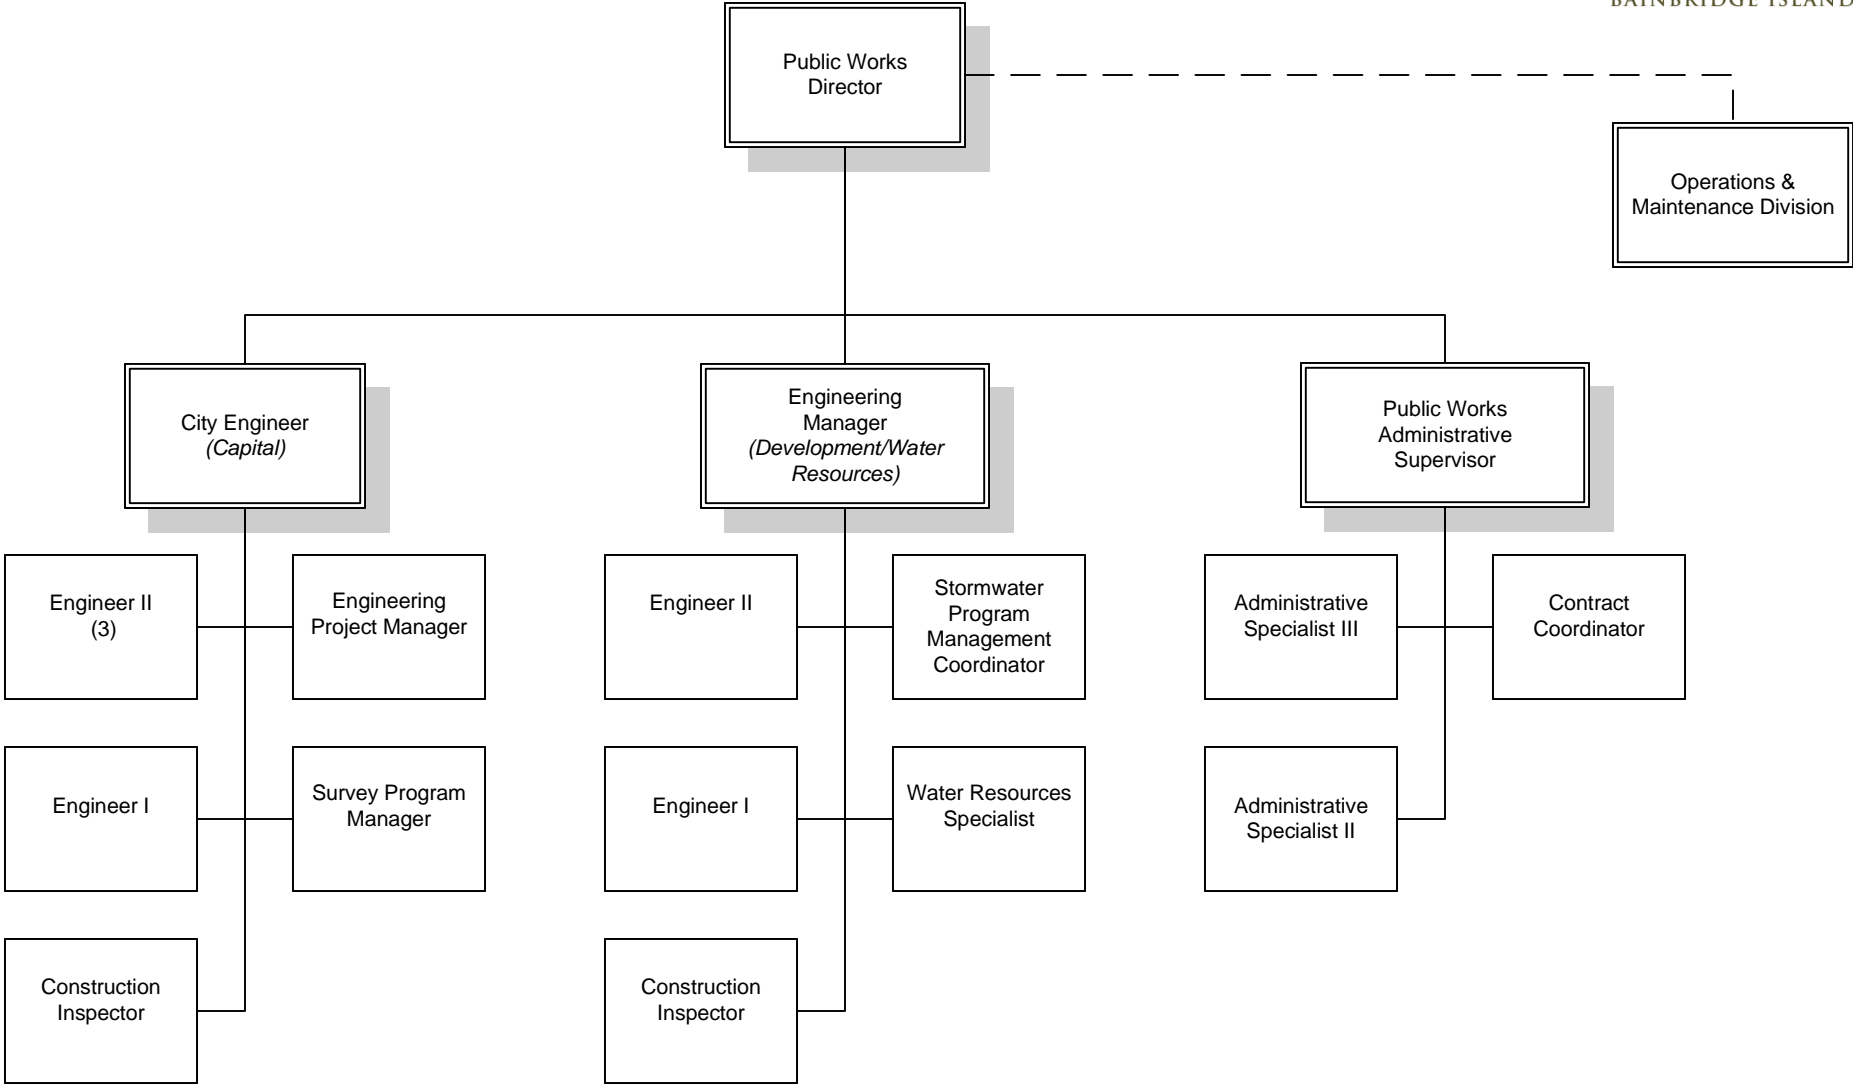 BAINBRIDGE ISLAND
Public Works
Director
Operations &
Maintenance Division
City Engineer
(Capital)
Engineering
Manager
(Development/Water
Resources)
Public Works
Administrative
Supervisor
Engineer II
(3)
Engineering
Project Manager
Engineer II
Stormwater
Program
Management
Coordinator
Administrative
Specialist III
Contract
Coordinator
Engineer I
Survey Program
Manager
Engineer I
Water Resources
Specialist
Administrative
Specialist II
Construction
Inspector
Construction
Inspector